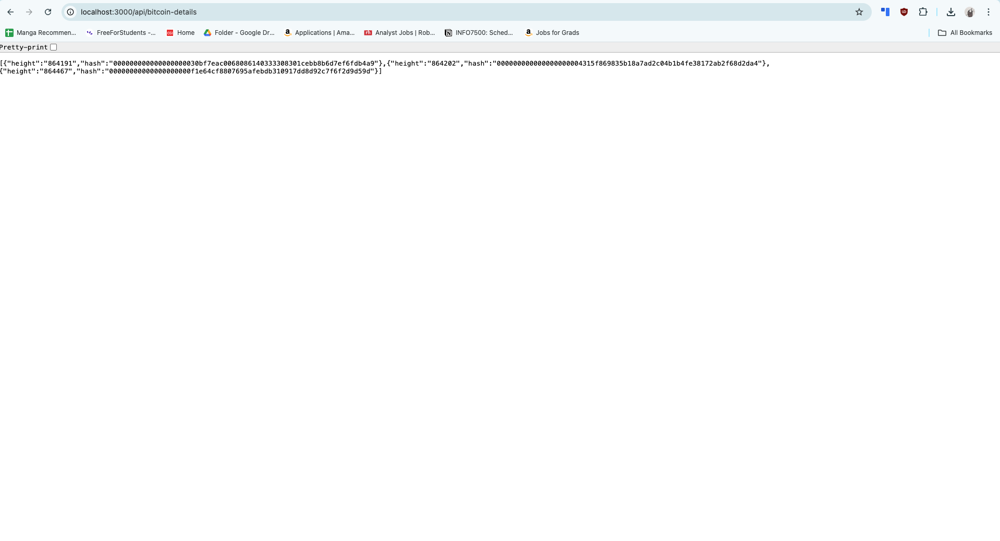 localhost:3000/api/bitcoin-details
Manga Recommen... FreeForStudents -... Home Folder - Google Dr... Applications | Ama... Analyst Jobs | Rob... INFO7500: Sched... Jobs for Grads All Bookmarks
Pretty-print
[{"height":"864191","hash":"000000000000000000030bf7eac0068086140333308301cebb8b6d7ef6fdb4a9"},{"height":"864202","hash":"000000000000000000004315f869835b18a7ad2c04b1b4fe38172ab2f68d2da4"},
{"height":"864467","hash":"00000000000000000000f1e64cf8807695afebdb310917dd8d92c7f6f2d9d59d"}]